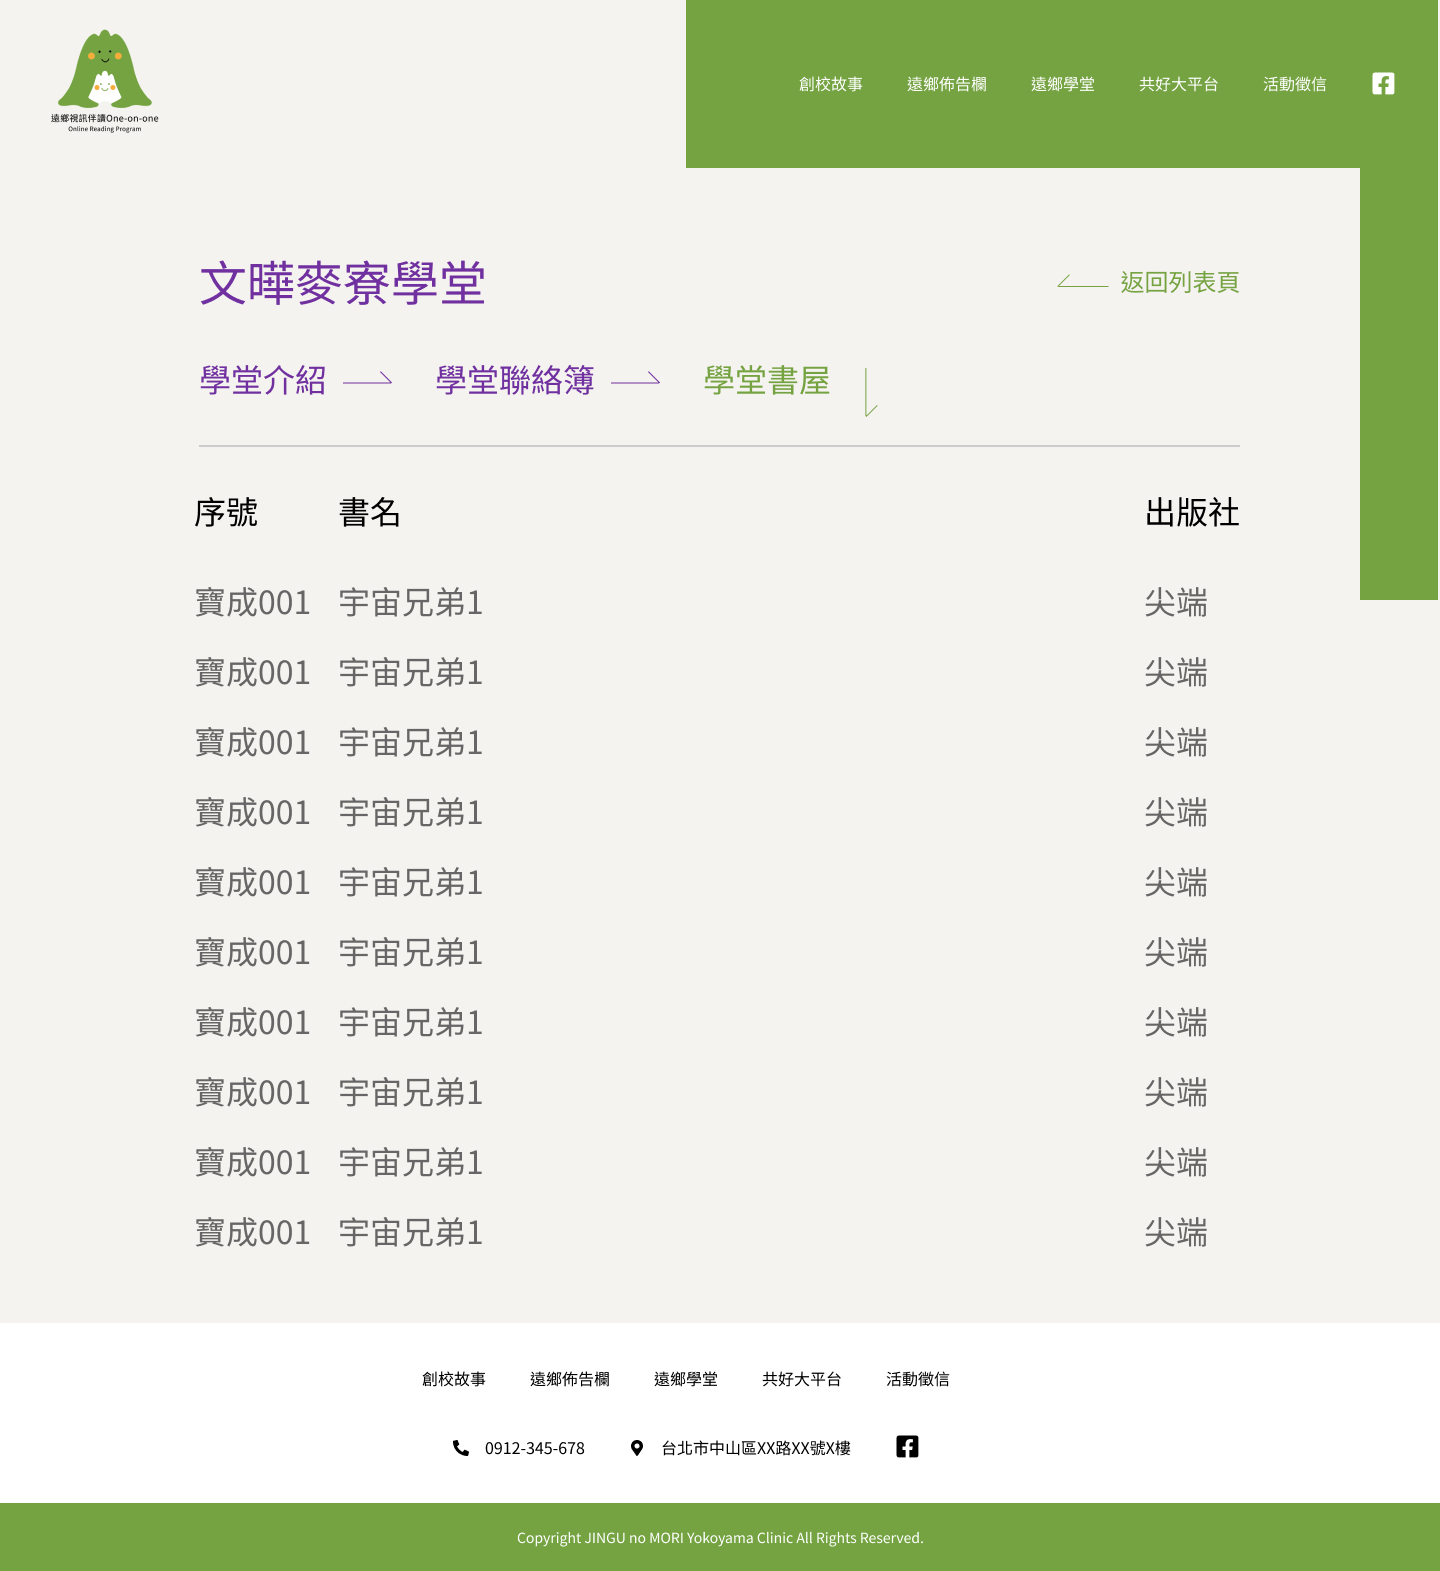 遠鄉視訊伴讀One-on-one
Online Reading Program
創校故事 遠鄉佈告欄 遠鄉學堂 共好大平台 活動徵信
文曄麥寮學堂
返回列表頁
學堂介紹 學堂聯絡簿 學堂書屋
序號 書名 出版社
寶成001 宇宙兄弟1 尖端
寶成001 宇宙兄弟1 尖端
寶成001 宇宙兄弟1 尖端
寶成001 宇宙兄弟1 尖端
寶成001 宇宙兄弟1 尖端
寶成001 宇宙兄弟1 尖端
寶成001 宇宙兄弟1 尖端
寶成001 宇宙兄弟1 尖端
寶成001 宇宙兄弟1 尖端
寶成001 宇宙兄弟1 尖端
創校故事 遠鄉佈告欄 遠鄉學堂 共好大平台 活動徵信
0912-345-678 台北市中山區XX路XX號X樓
Copyright JINGU no MORI Yokoyama Clinic All Rights Reserved.